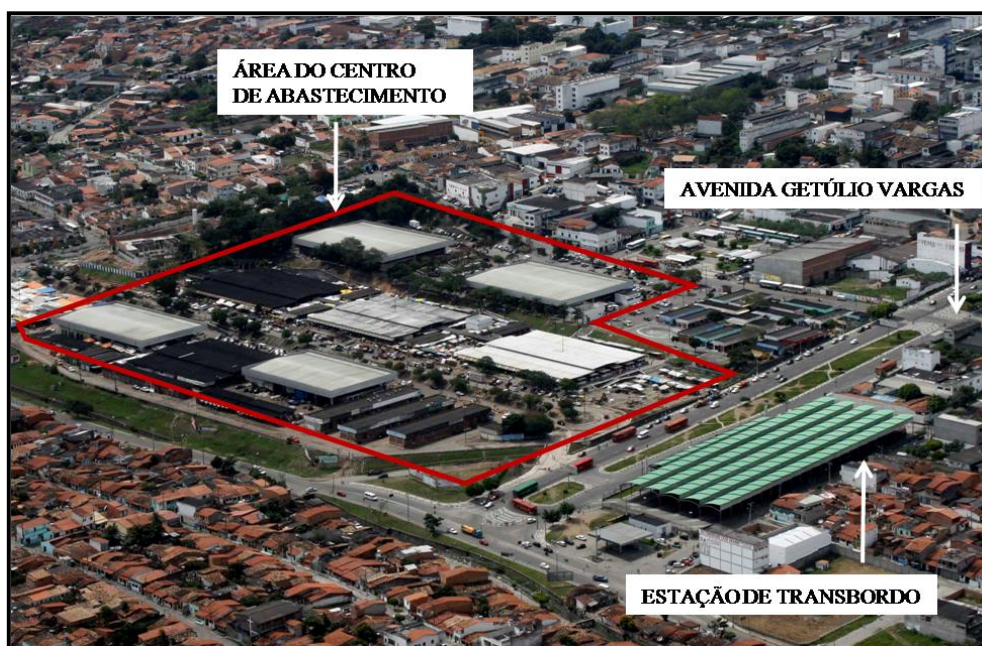 ÁREA DO CENTRO
DE ABASTECIMENTO
AVENIDA GETÚLIO VARGAS
ESTAÇÃO DE TRANSBORDO